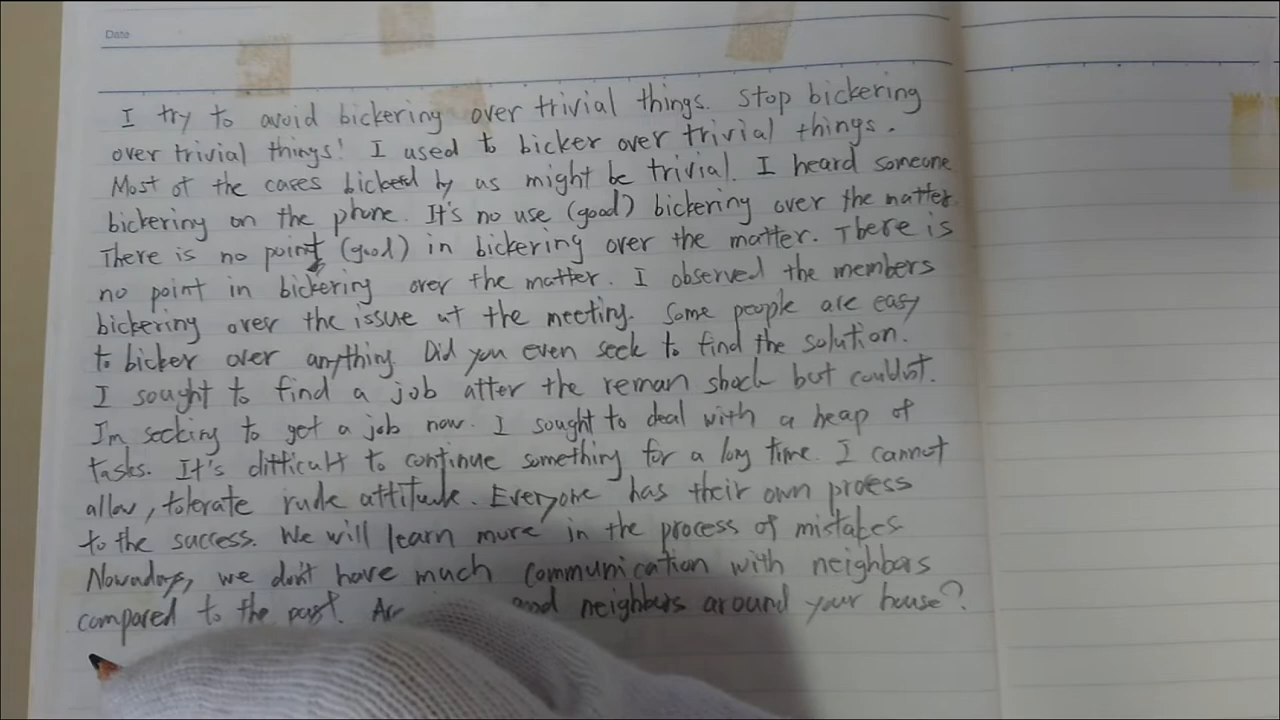 Date
I try to avoid bickering over trivial things. Stop bickering
over trivial things! I used to bicker over trivial things.
Most of the cases bickered by us might be trivial. I heard someone
bickering on the phone. It's no use (good) bickering over the matter.
There is no point (good) in bickering over the matter. There is
no point in bickering over the matter. I observed the members
bickering over the issue at the meeting. Some people are easy
to bicker over anything. Did you even seek to find the solution.
I sought to find a job after the reman shock but couldn't.
I'm seeking to get a job now. I sought to deal with a heap of
tasks. It's difficult to continue something for a long time. I cannot
allow, tolerate rude attitude. Everyone has their own process
to the success. We will learn more in the process of mistakes
Nowadays, we don't have much communication with neighbors
compared to the past. and neighbors around your house?